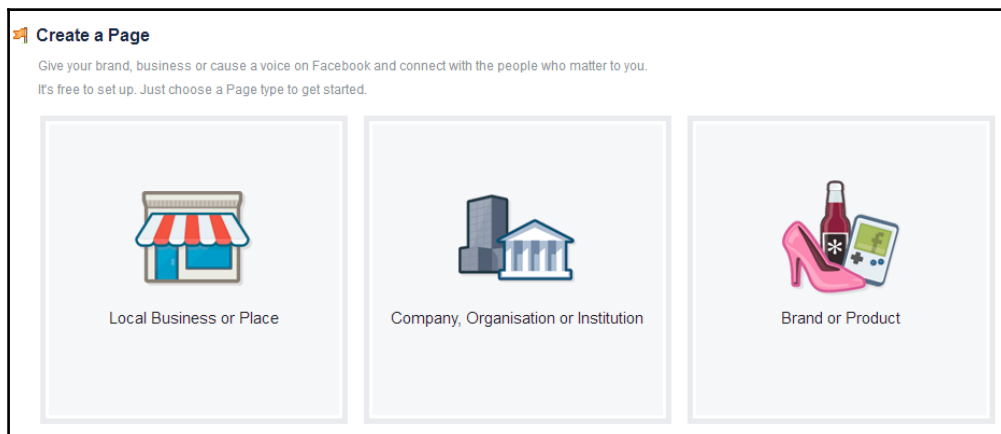 Create a Page
Give your brand, business or cause a voice on Facebook and connect with the people who matter to you.
It's free to set up. Just choose a Page type to get started.
Local Business or Place
Company, Organisation or Institution
Brand or Product